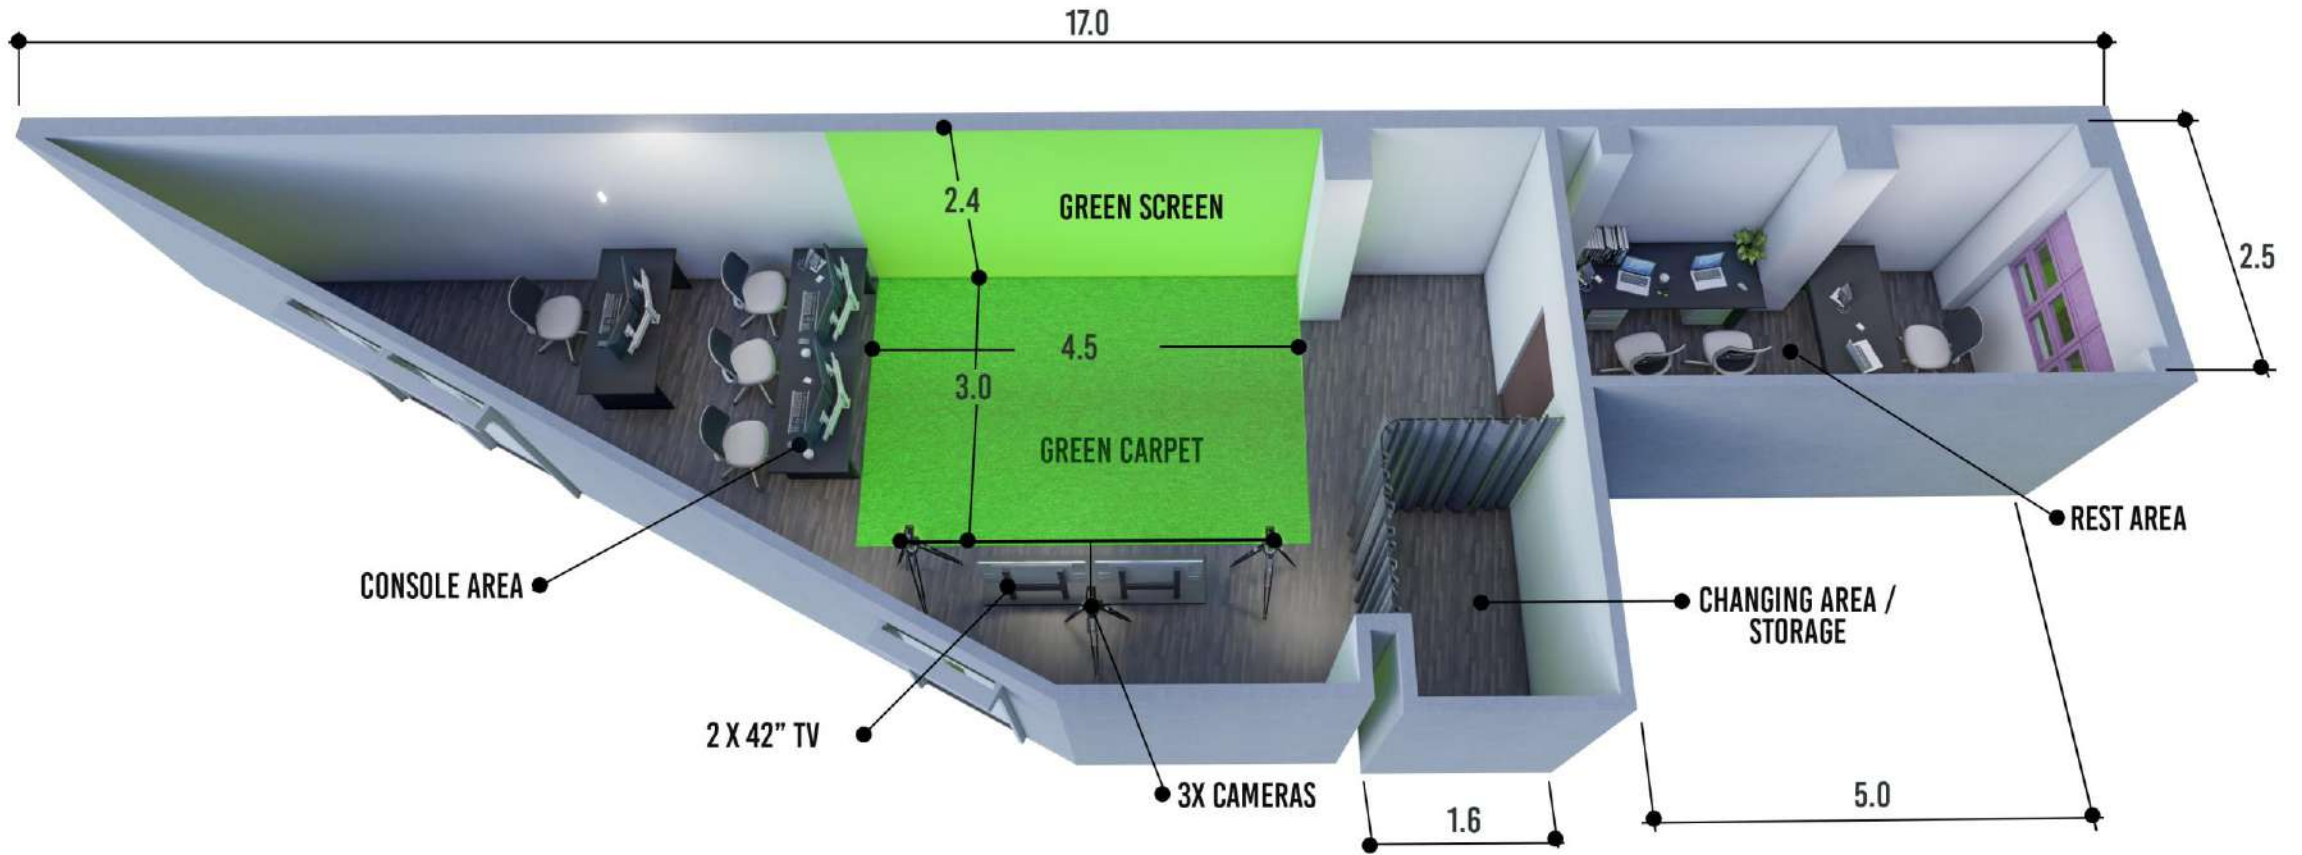 17.0
2.4
GREEN SCREEN
2.5
4.5
3.0
GREEN CARPET
REST AREA
CONSOLE AREA
CHANGING AREA /
STORAGE
2 X 42” TV
3X CAMERAS
5.0
1.6